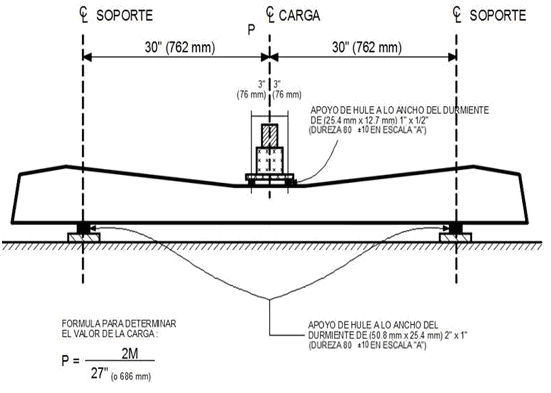 ℄ SOPORTE
℄ CARGA
℄ SOPORTE
P
30" (762 mm)
30" (762 mm)
3" 3"
(76 mm) (76 mm)
APOYO DE HULE A LO ANCHO DEL DURMIENTE
DE (25.4 mm x 12.7 mm) 1" x 1/2"
(DUREZA 80 ±10 EN ESCALA "A")
FORMULA PARA DETERMINAR
EL VALOR DE LA CARGA :
P = 2M
27" (o 686 mm)
APOYO DE HULE A LO ANCHO DEL
DURMIENTE DE (50.8 mm x 25.4 mm) 2" x 1"
(DUREZA 80 ±10 EN ESCALA "A")